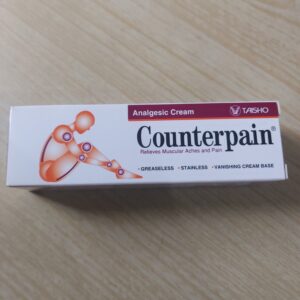 Analgesic Cream
TAISHO
Counterpain®
Relieves Muscular Aches and Pain
• GREASELESS • STAINLESS • VANISHING CREAM BASE